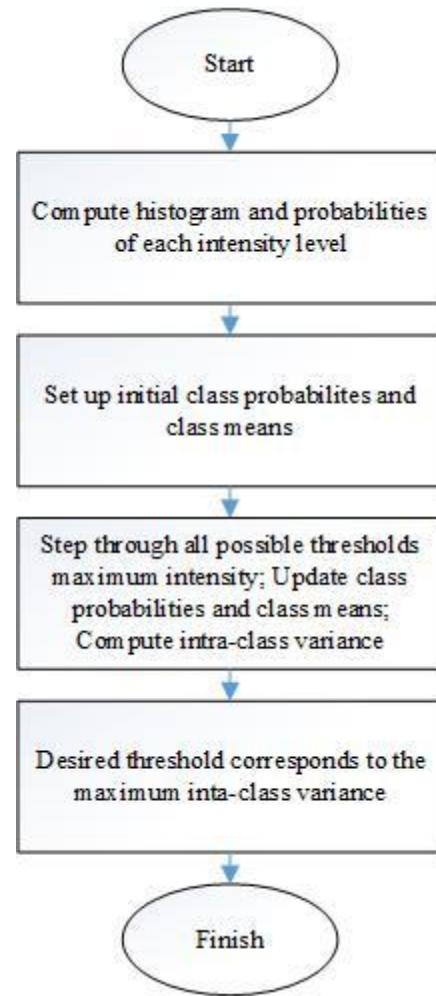 Start
Compute histogram and probabilities
of each intensity level
Set up initial class probabilites and
class means
Step through all possible thresholds
maximum intensity; Update class
probabilities and class means;
Compute intra-class variance
Desired threshold corresponds to the
maximum inta-class variance
Finish